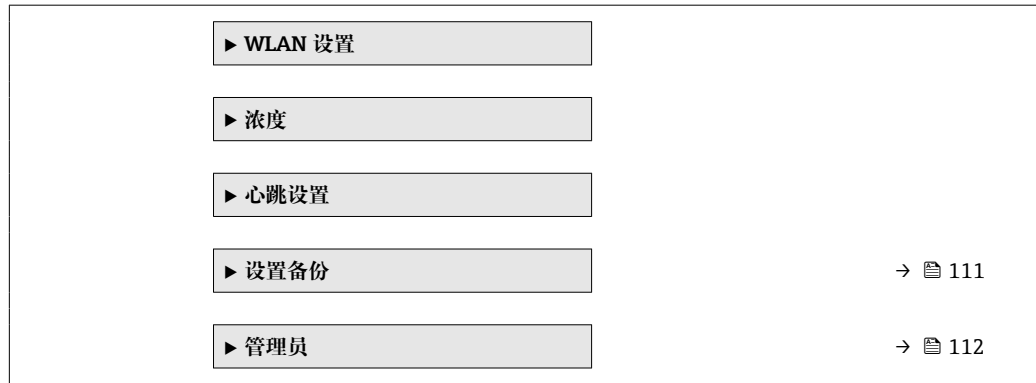 ▶ WLAN 设置
▶ 浓度
▶ 心跳设置
▶ 设置备份 → 🖺 111
▶ 管理员 → 🖺 112